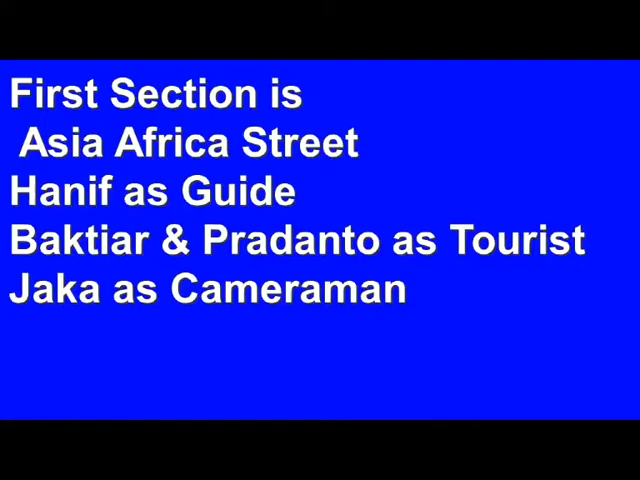 First Section is
Asia Africa Street
Hanif as Guide
Baktiar & Pradanto as Tourist
Jaka as Cameraman